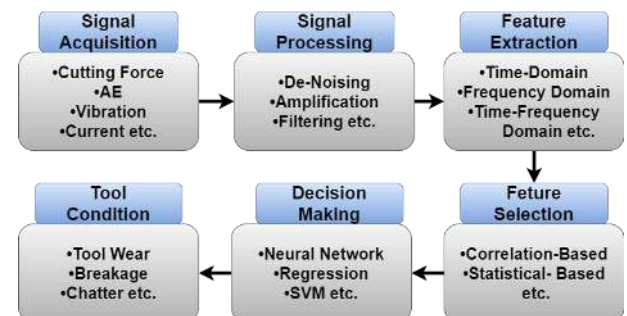 Signal
Acquisition
•Cutting Force
•AE
•Vibration
•Current etc.
Signal
Processing
•De-Noising
•Amplification
•Filtering etc.
Feature
Extraction
•Time-Domain
•Frequency Domain
•Time-Frequency
Domain etc.
Feture
Selection
•Correlation-Based
•Statistical- Based
etc.
Decision
Making
•Neural Network
•Regression
•SVM etc.
Tool
Condition
•Tool Wear
•Breakage
•Chatter etc.